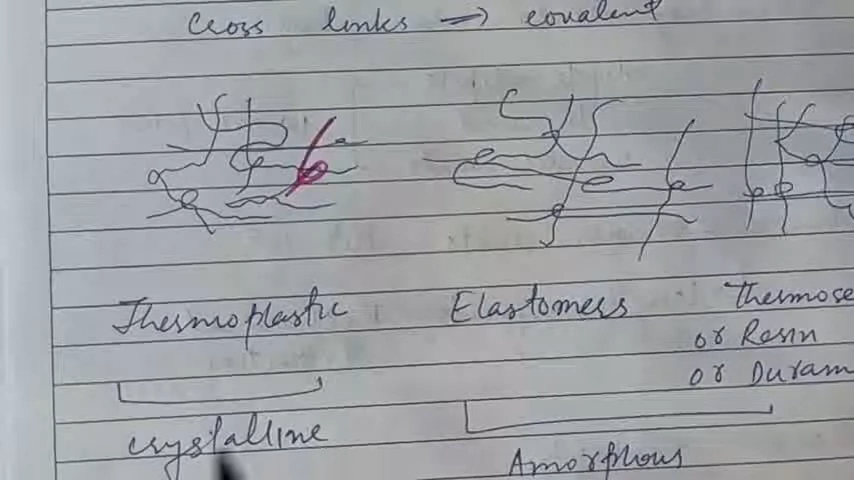 Cross links => covalent
Thermoplastic Elastomers Thermose
or Resin
or Duram
crystalline
Amorphous